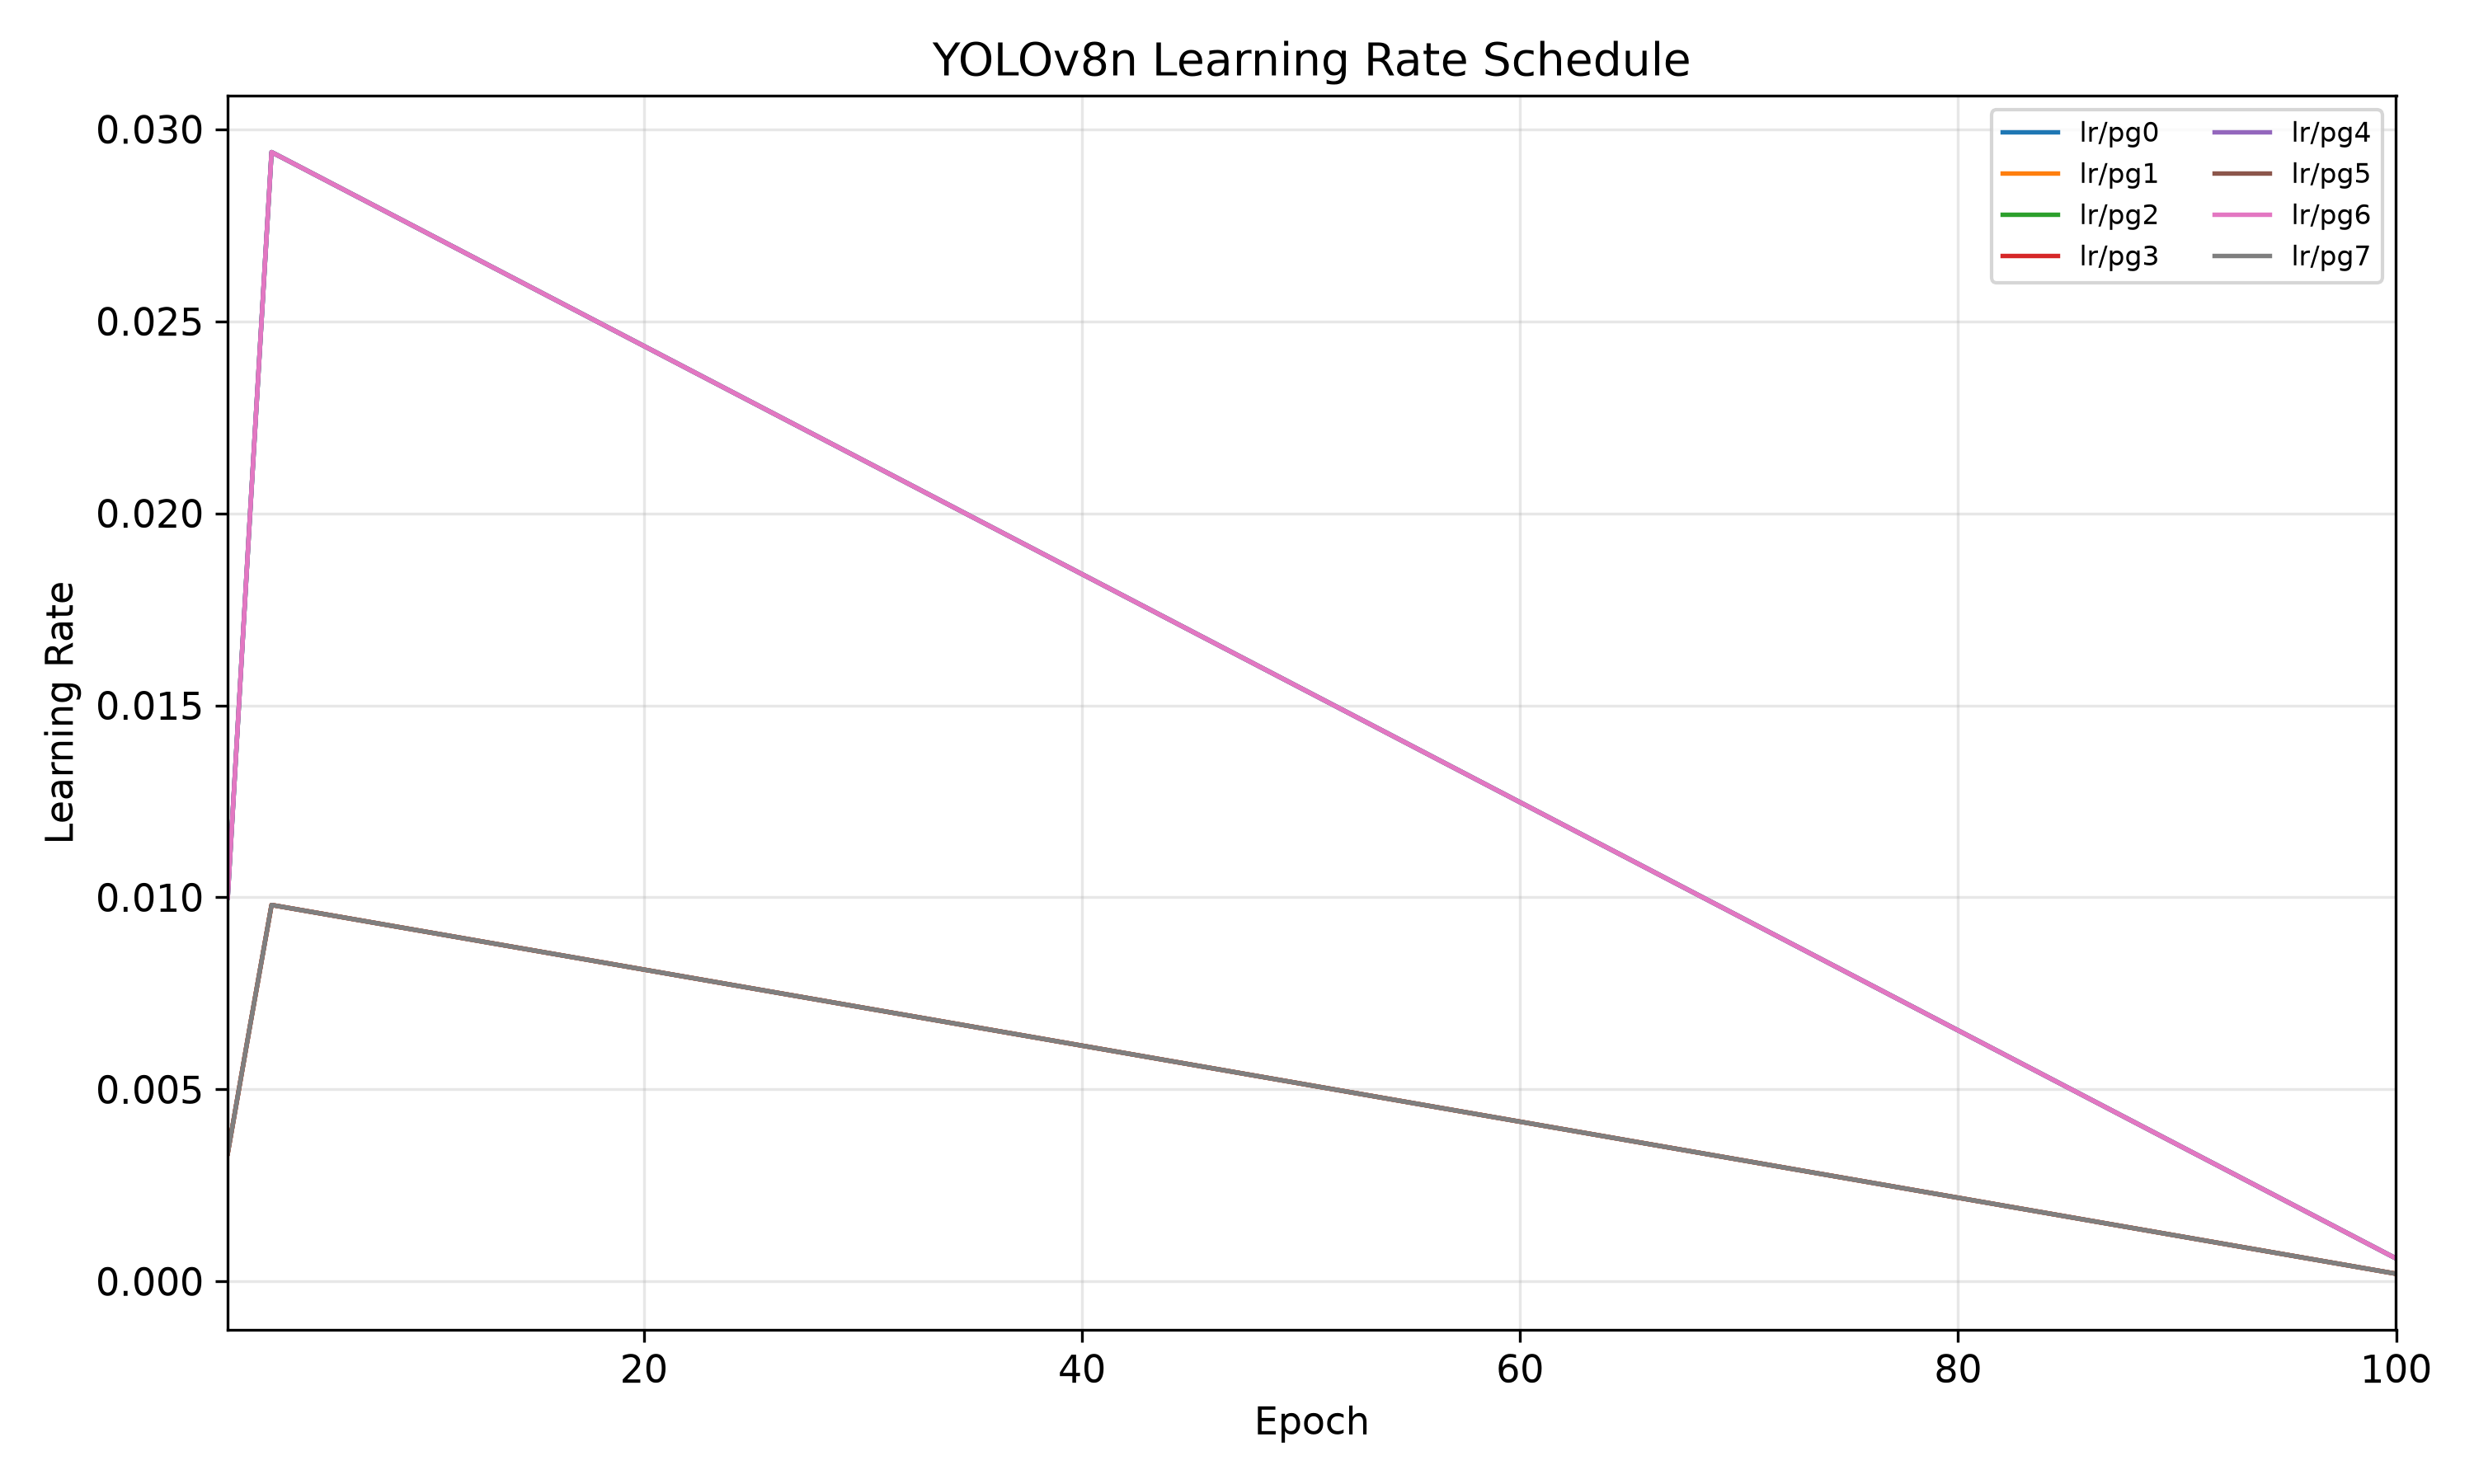 YOLOv8n Learning Rate Schedule
0.030
0.025
0.020
0.015
0.010
0.005
0.000
Learning Rate
lr/pg0
lr/pg1
lr/pg2
lr/pg3
lr/pg4
lr/pg5
lr/pg6
lr/pg7
20 40 60 80 100
Epoch